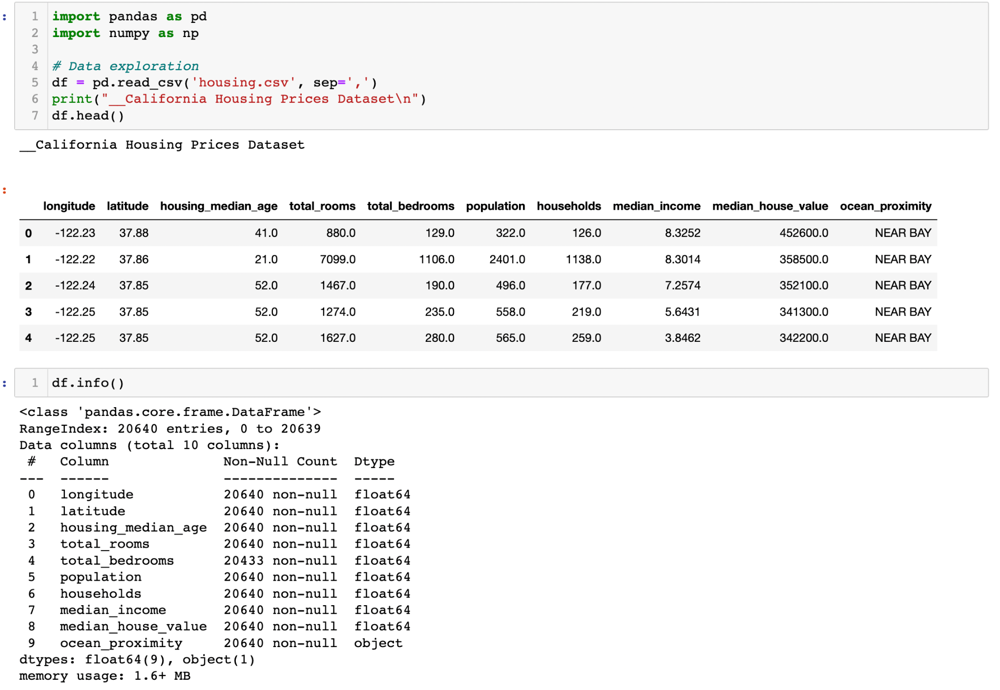 :
1 import pandas as pd
2 import numpy as np
3
4 # Data exploration
5 df = pd.read_csv('housing.csv', sep=',')
6 print("__California Housing Prices Dataset\n")
7 df.head()
__California Housing Prices Dataset
:
longitude latitude housing_median_age total_rooms total_bedrooms population households median_income median_house_value ocean_proximity
0 -122.23 37.88 41.0 880.0 129.0 322.0 126.0 8.3252 452600.0 NEAR BAY
1 -122.22 37.86 21.0 7099.0 1106.0 2401.0 1138.0 8.3014 358500.0 NEAR BAY
2 -122.24 37.85 52.0 1467.0 190.0 496.0 177.0 7.2574 352100.0 NEAR BAY
3 -122.25 37.85 52.0 1274.0 235.0 558.0 219.0 5.6431 341300.0 NEAR BAY
4 -122.25 37.85 52.0 1627.0 280.0 565.0 259.0 3.8462 342200.0 NEAR BAY
: 1 df.info()
<class 'pandas.core.frame.DataFrame'>
RangeIndex: 20640 entries, 0 to 20639
Data columns (total 10 columns):
# Column Non-Null Count Dtype
--- ------ -------------- -----
0 longitude 20640 non-null float64
1 latitude 20640 non-null float64
2 housing_median_age 20640 non-null float64
3 total_rooms 20640 non-null float64
4 total_bedrooms 20433 non-null float64
5 population 20640 non-null float64
6 households 20640 non-null float64
7 median_income 20640 non-null float64
8 median_house_value 20640 non-null float64
9 ocean_proximity 20640 non-null object
dtypes: float64(9), object(1)
memory usage: 1.6+ MB